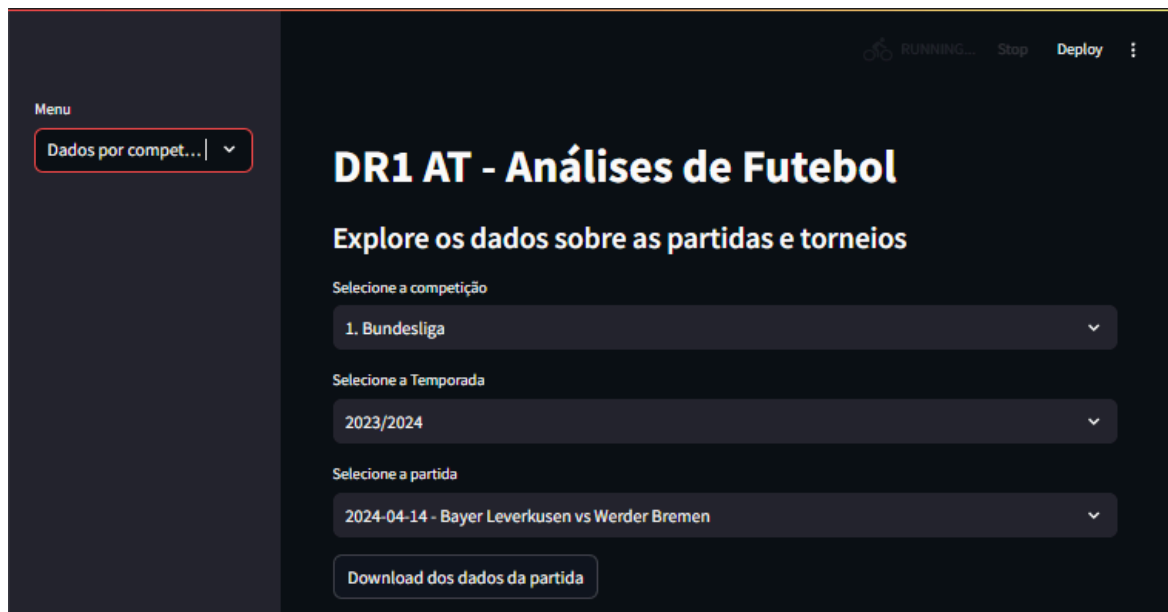 RUNNING... Stop Deploy
Menu
Dados por compet...
DR1 AT - Análises de Futebol
Explore os dados sobre as partidas e torneios
Selecione a competição
1. Bundesliga
Selecione a Temporada
2023/2024
Selecione a partida
2024-04-14 - Bayer Leverkusen vs Werder Bremen
Download dos dados da partida